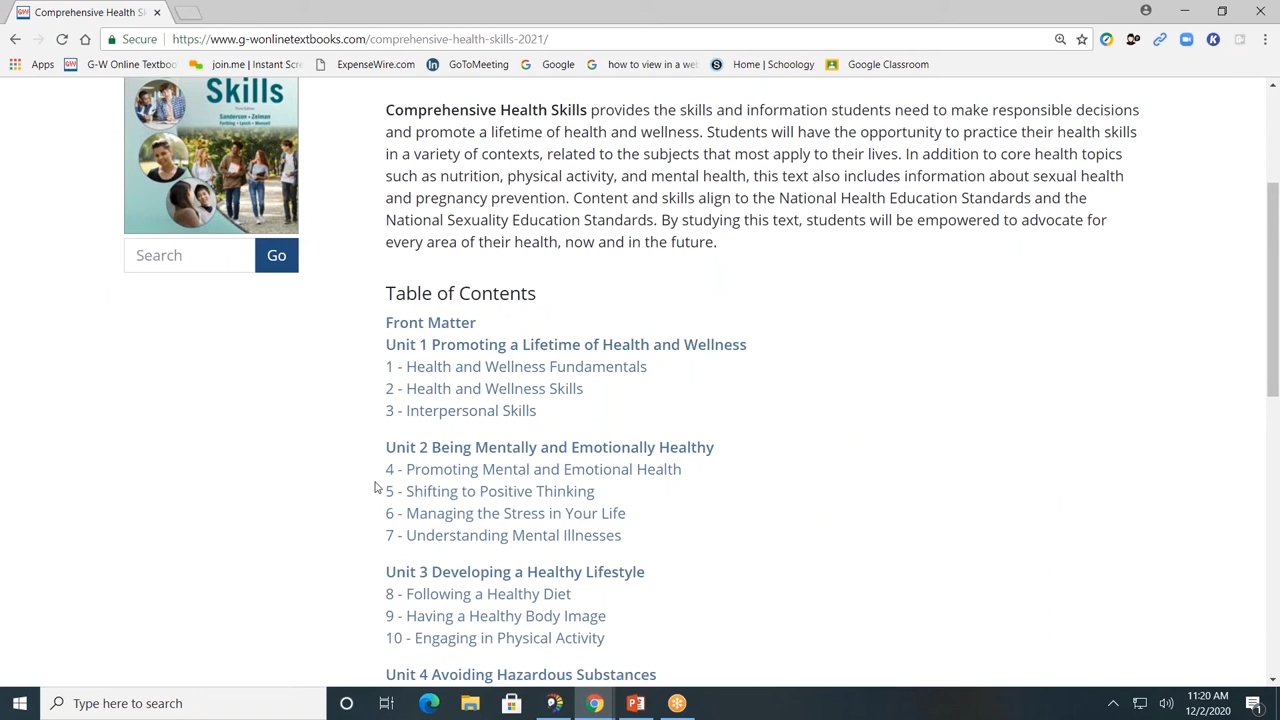 Comprehensive Health Sk
Secure https://www.g-wonlinetextbooks.com/comprehensive-health-skills-2021/
Apps G-W Online Textboo join.me | Instant Scre ExpenseWire.com GoToMeeting Google how to view in a web Home | Schoology Google Classroom
Skills
Sanderson • Zelman
Farthing • Lynch • Munsell
Search Go
Comprehensive Health Skills provides the skills and information students need to make responsible decisions
and promote a lifetime of health and wellness. Students will have the opportunity to practice their health skills
in a variety of contexts, related to the subjects that most apply to their lives. In addition to core health topics
such as nutrition, physical activity, and mental health, this text also includes information about sexual health
and pregnancy prevention. Content and skills align to the National Health Education Standards and the
National Sexuality Education Standards. By studying this text, students will be empowered to advocate for
every area of their health, now and in the future.
Table of Contents
Front Matter
Unit 1 Promoting a Lifetime of Health and Wellness
1 - Health and Wellness Fundamentals
2 - Health and Wellness Skills
3 - Interpersonal Skills
Unit 2 Being Mentally and Emotionally Healthy
4 - Promoting Mental and Emotional Health
5 - Shifting to Positive Thinking
6 - Managing the Stress in Your Life
7 - Understanding Mental Illnesses
Unit 3 Developing a Healthy Lifestyle
8 - Following a Healthy Diet
9 - Having a Healthy Body Image
10 - Engaging in Physical Activity
Unit 4 Avoiding Hazardous Substances
Type here to search
11:20 AM
12/2/2020